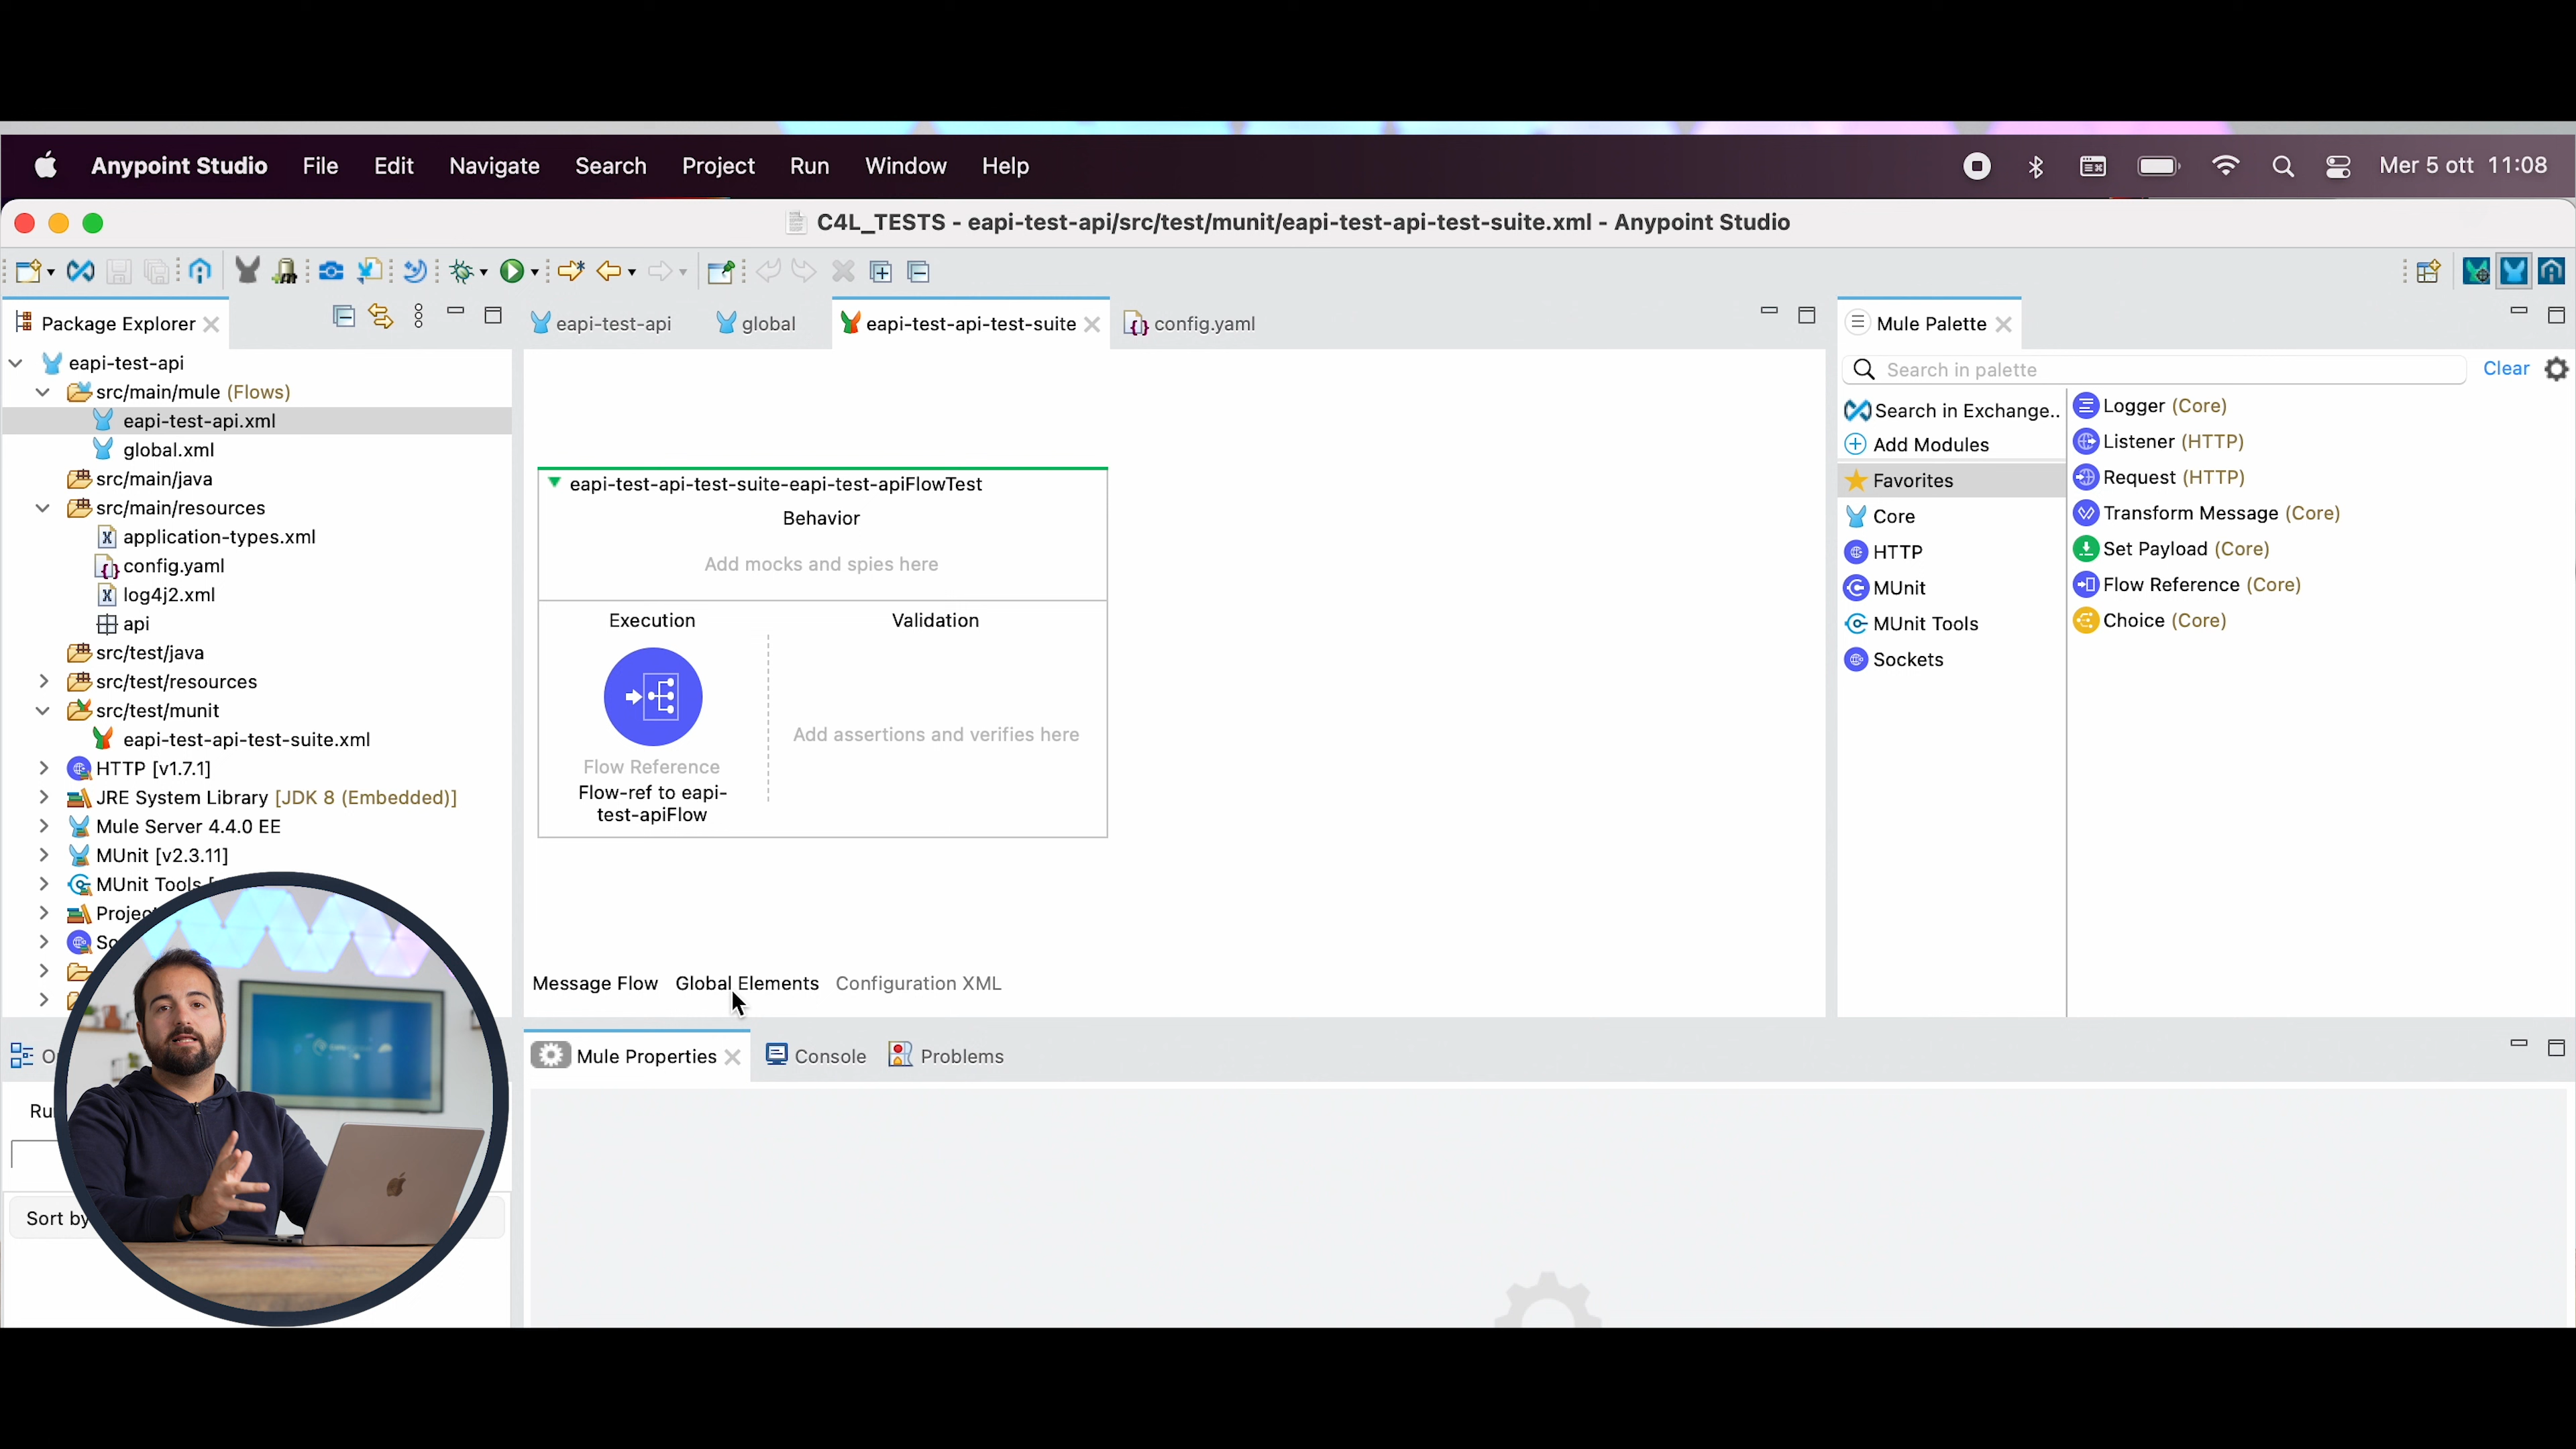 Anypoint Studio File Edit Navigate Search Project Run Window Help Mer 5 ott 11:08
C4L_TESTS - eapi-test-api/src/test/munit/eapi-test-api-test-suite.xml - Anypoint Studio
Package Explorer
eapi-test-api
src/main/mule (Flows)
eapi-test-api.xml
global.xml
src/main/java
src/main/resources
application-types.xml
config.yaml
log4j2.xml
api
src/test/java
src/test/resources
src/test/munit
eapi-test-api-test-suite.xml
HTTP [v1.7.1]
JRE System Library [JDK 8 (Embedded)]
Mule Server 4.4.0 EE
MUnit [v2.3.11]
MUnit Tools
Sort by
eapi-test-api global eapi-test-api-test-suite config.yaml
eapi-test-api-test-suite-eapi-test-apiFlowTest
Behavior
Add mocks and spies here
Execution
Validation
Add assertions and verifies here
Flow Reference
Flow-ref to eapi-
test-apiFlow
Message Flow Global Elements Configuration XML
Mule Properties Console Problems
Mule Palette
Search in palette Clear
Search in Exchange..
Add Modules
Favorites
Core
HTTP
MUnit
MUnit Tools
Sockets
Logger (Core)
Listener (HTTP)
Request (HTTP)
Transform Message (Core)
Set Payload (Core)
Flow Reference (Core)
Choice (Core)